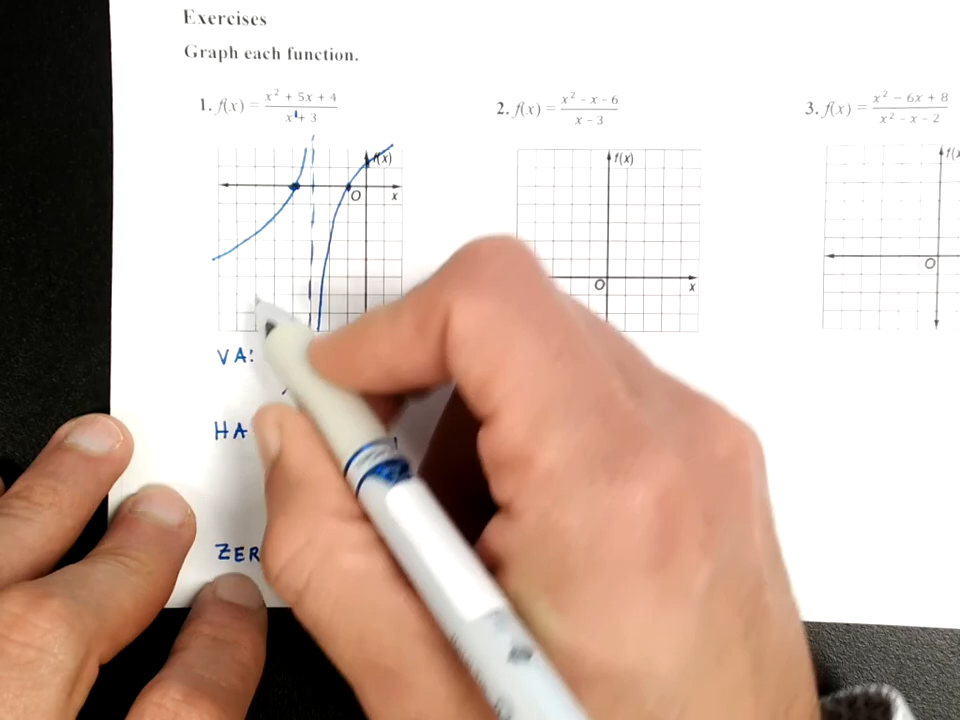 Exercises
Graph each function.
1. f(x) = x² + 5x + 4 / x¹ + 3
2. f(x) = x² - x - 6 / x - 3
3. f(x) = x² - 6x + 8 / x² - x - 2
f(x)
O
x
f(x)
O
x
O
VA:
HA